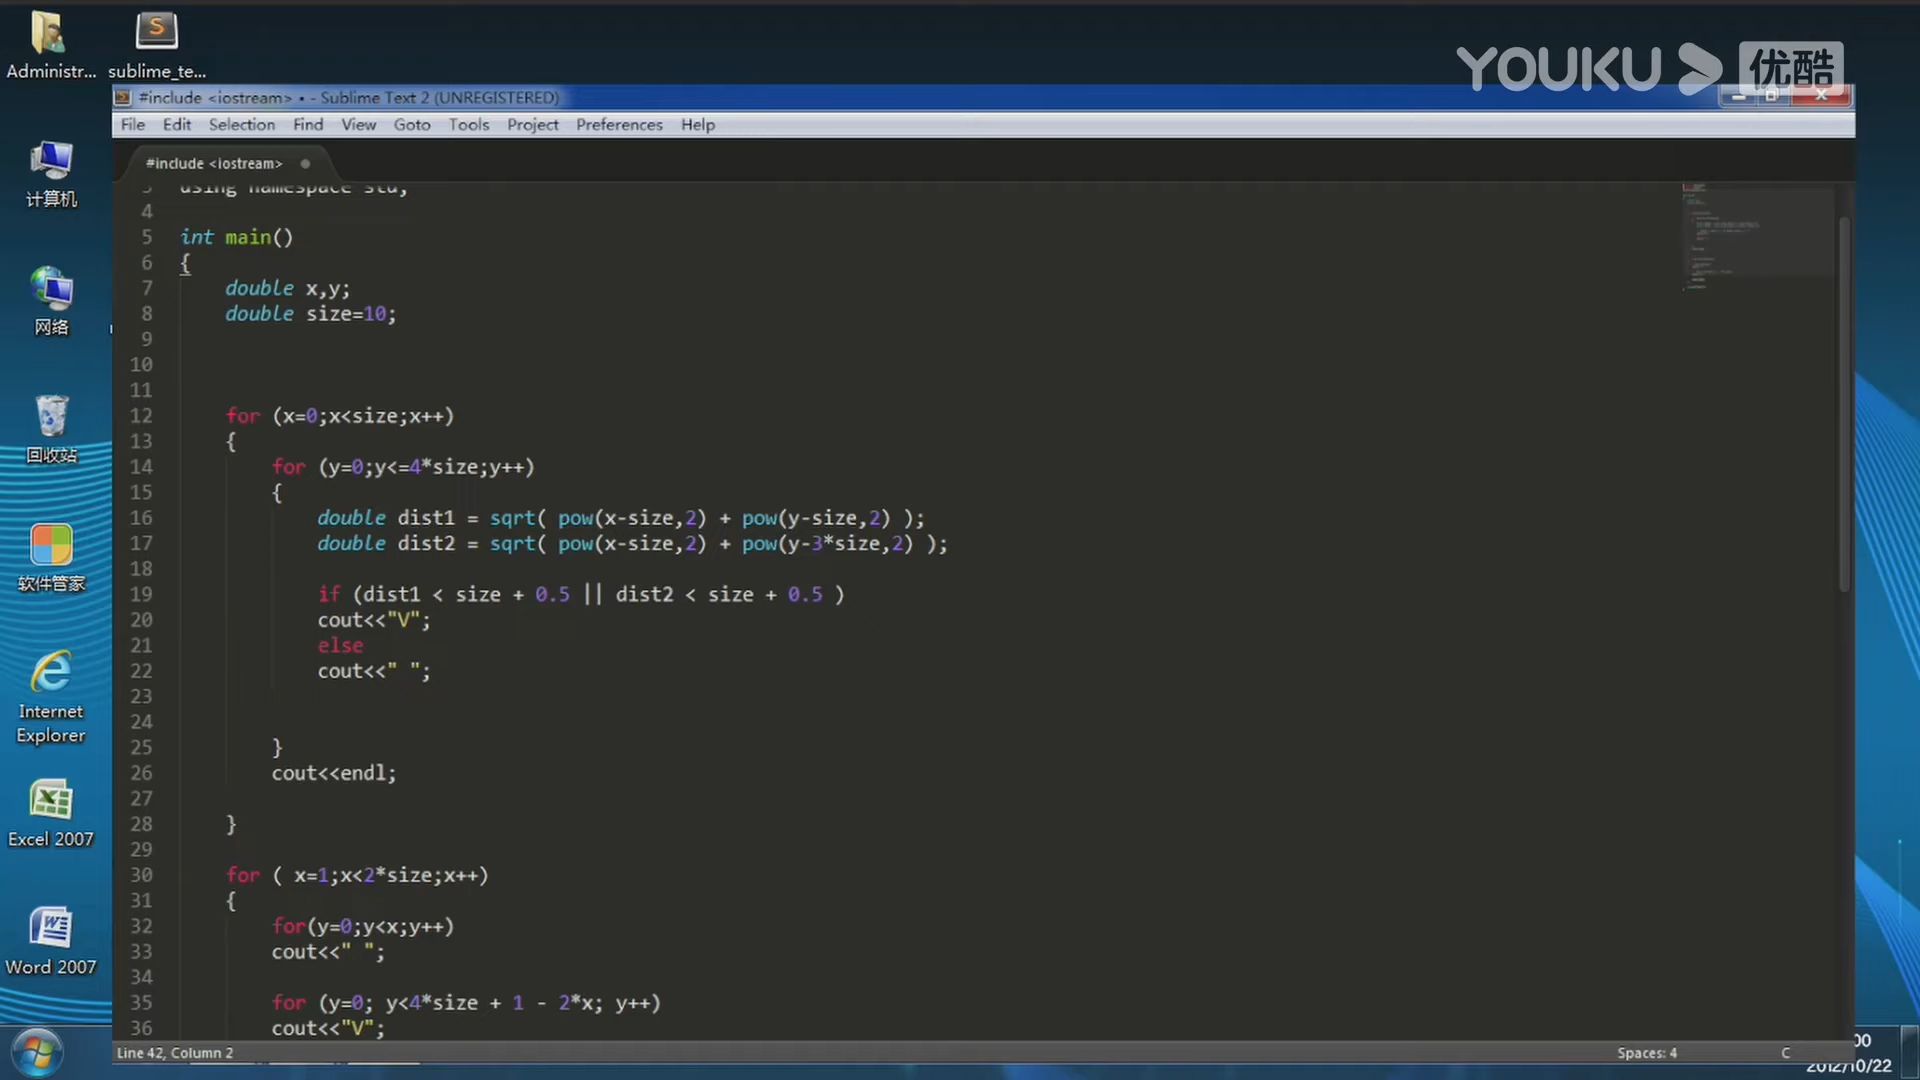 Administr...
sublime_te...
YOUKU 优酷
#include <iostream> • - Sublime Text 2 (UNREGISTERED)
File Edit Selection Find View Goto Tools Project Preferences Help
#include <iostream>
计算机
网络
回收站
软件管家
Internet
Explorer
Excel 2007
Word 2007
3 using namespace std;
4
5 int main()
6 {
7 double x,y;
8 double size=10;
9
10
11
12 for (x=0;x<size;x++)
13 {
14 for (y=0;y<=4*size;y++)
15 {
16 double dist1 = sqrt( pow(x-size,2) + pow(y-size,2) );
17 double dist2 = sqrt( pow(x-size,2) + pow(y-3*size,2) );
18
19 if (dist1 < size + 0.5 || dist2 < size + 0.5 )
20 cout<<"V";
21 else
22 cout<<" ";
23
24
25 }
26 cout<<endl;
27
28 }
29
30 for ( x=1;x<2*size;x++)
31 {
32 for(y=0;y<x;y++)
33 cout<<" ";
34
35 for (y=0; y<4*size + 1 - 2*x; y++)
36 cout<<"V";
Line 42, Column 2
Spaces: 4
C
00
2012/10/22